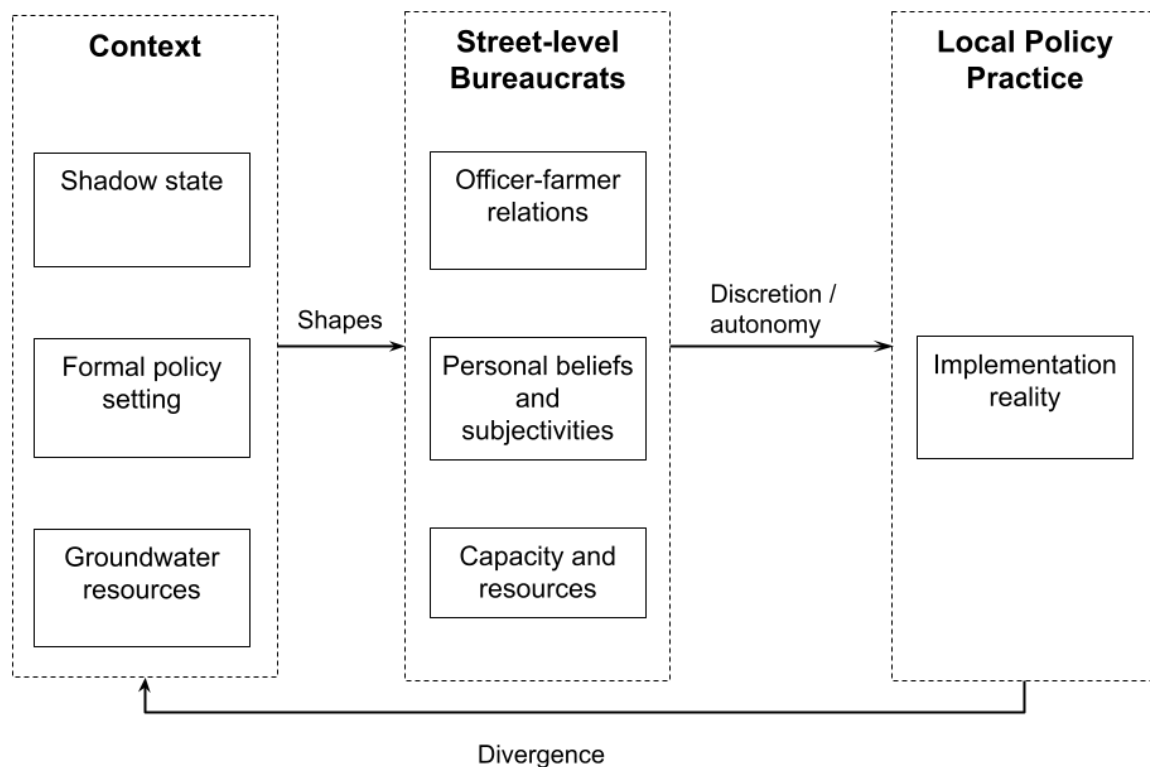 Context
Shadow state
Formal policy
setting
Groundwater
resources
Shapes
Street-level
Bureaucrats
Officer-farmer
relations
Personal beliefs
and
subjectivities
Capacity and
resources
Discretion /
autonomy
Local Policy
Practice
Implementation
reality
Divergence